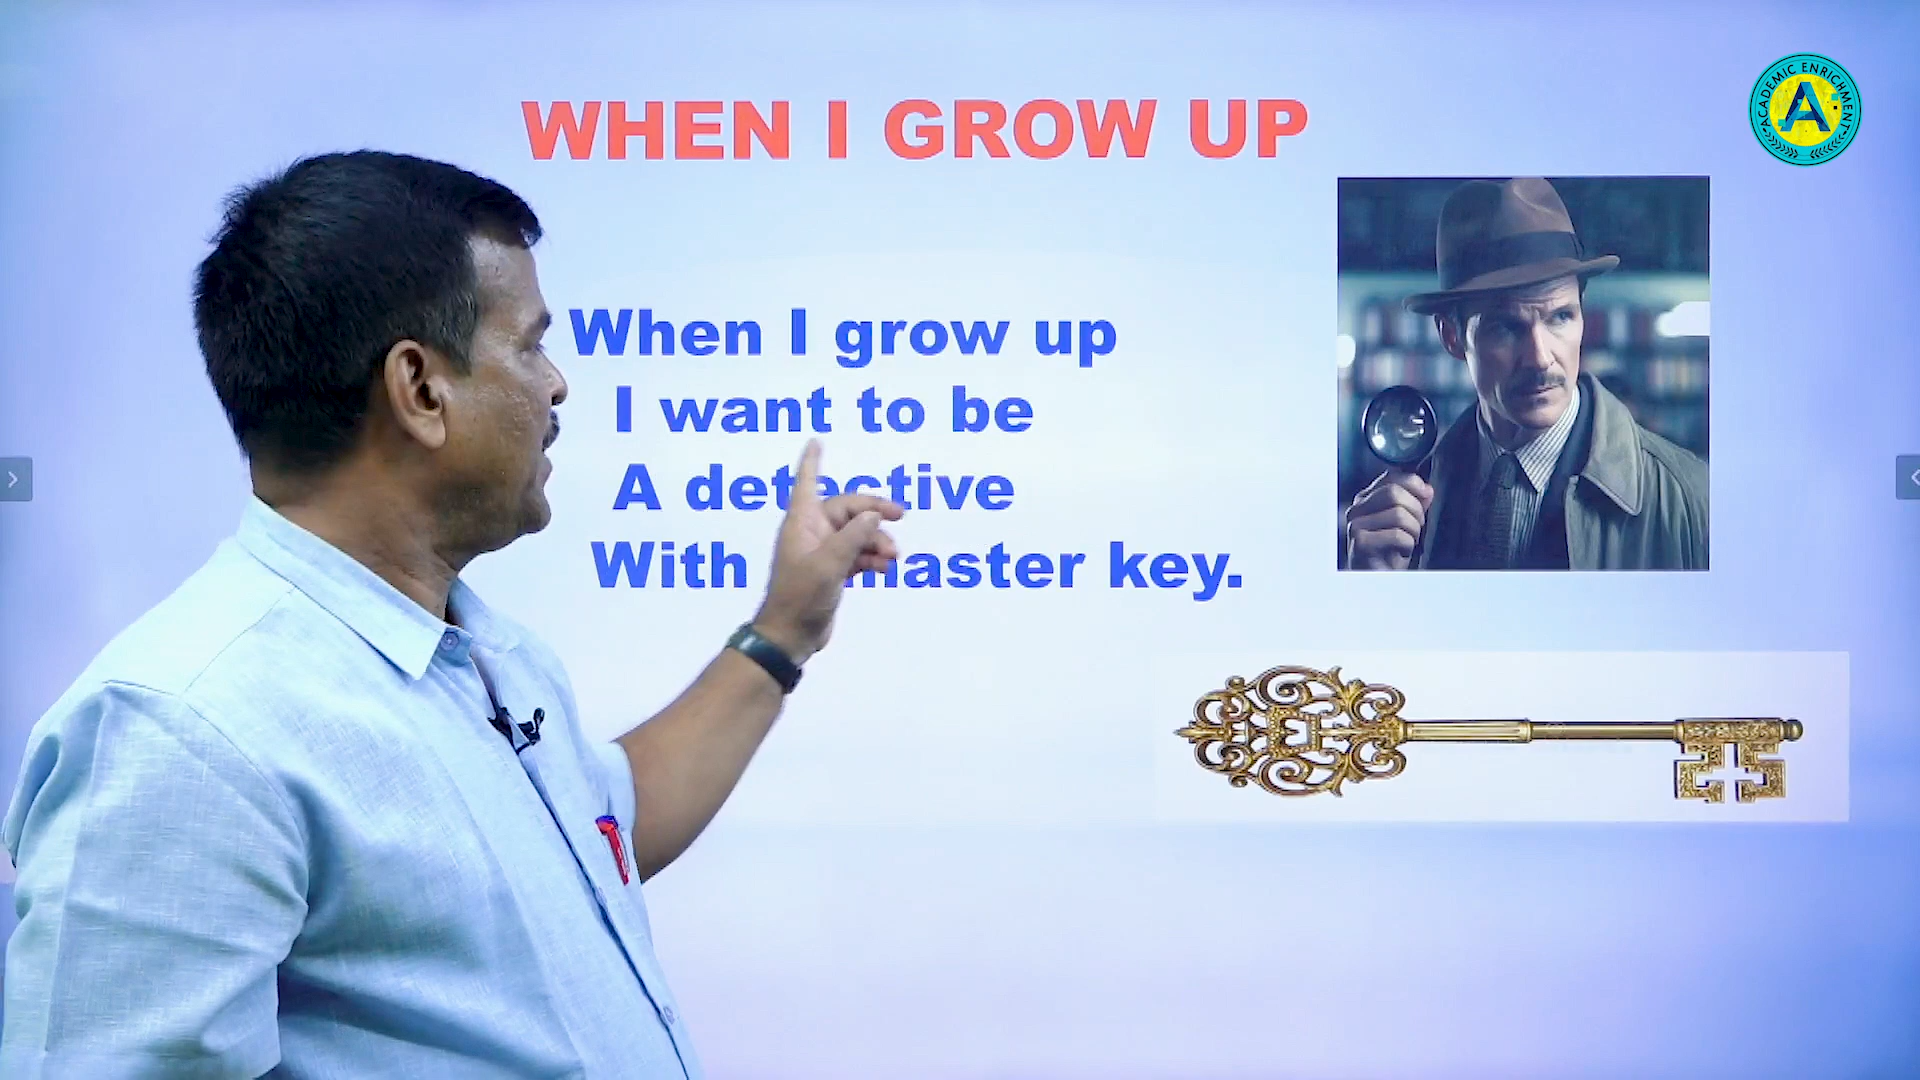 WHEN I GROW UP
ACADEMIC ENRICHMENT
A
When I grow up
I want to be
A detective
With master key.